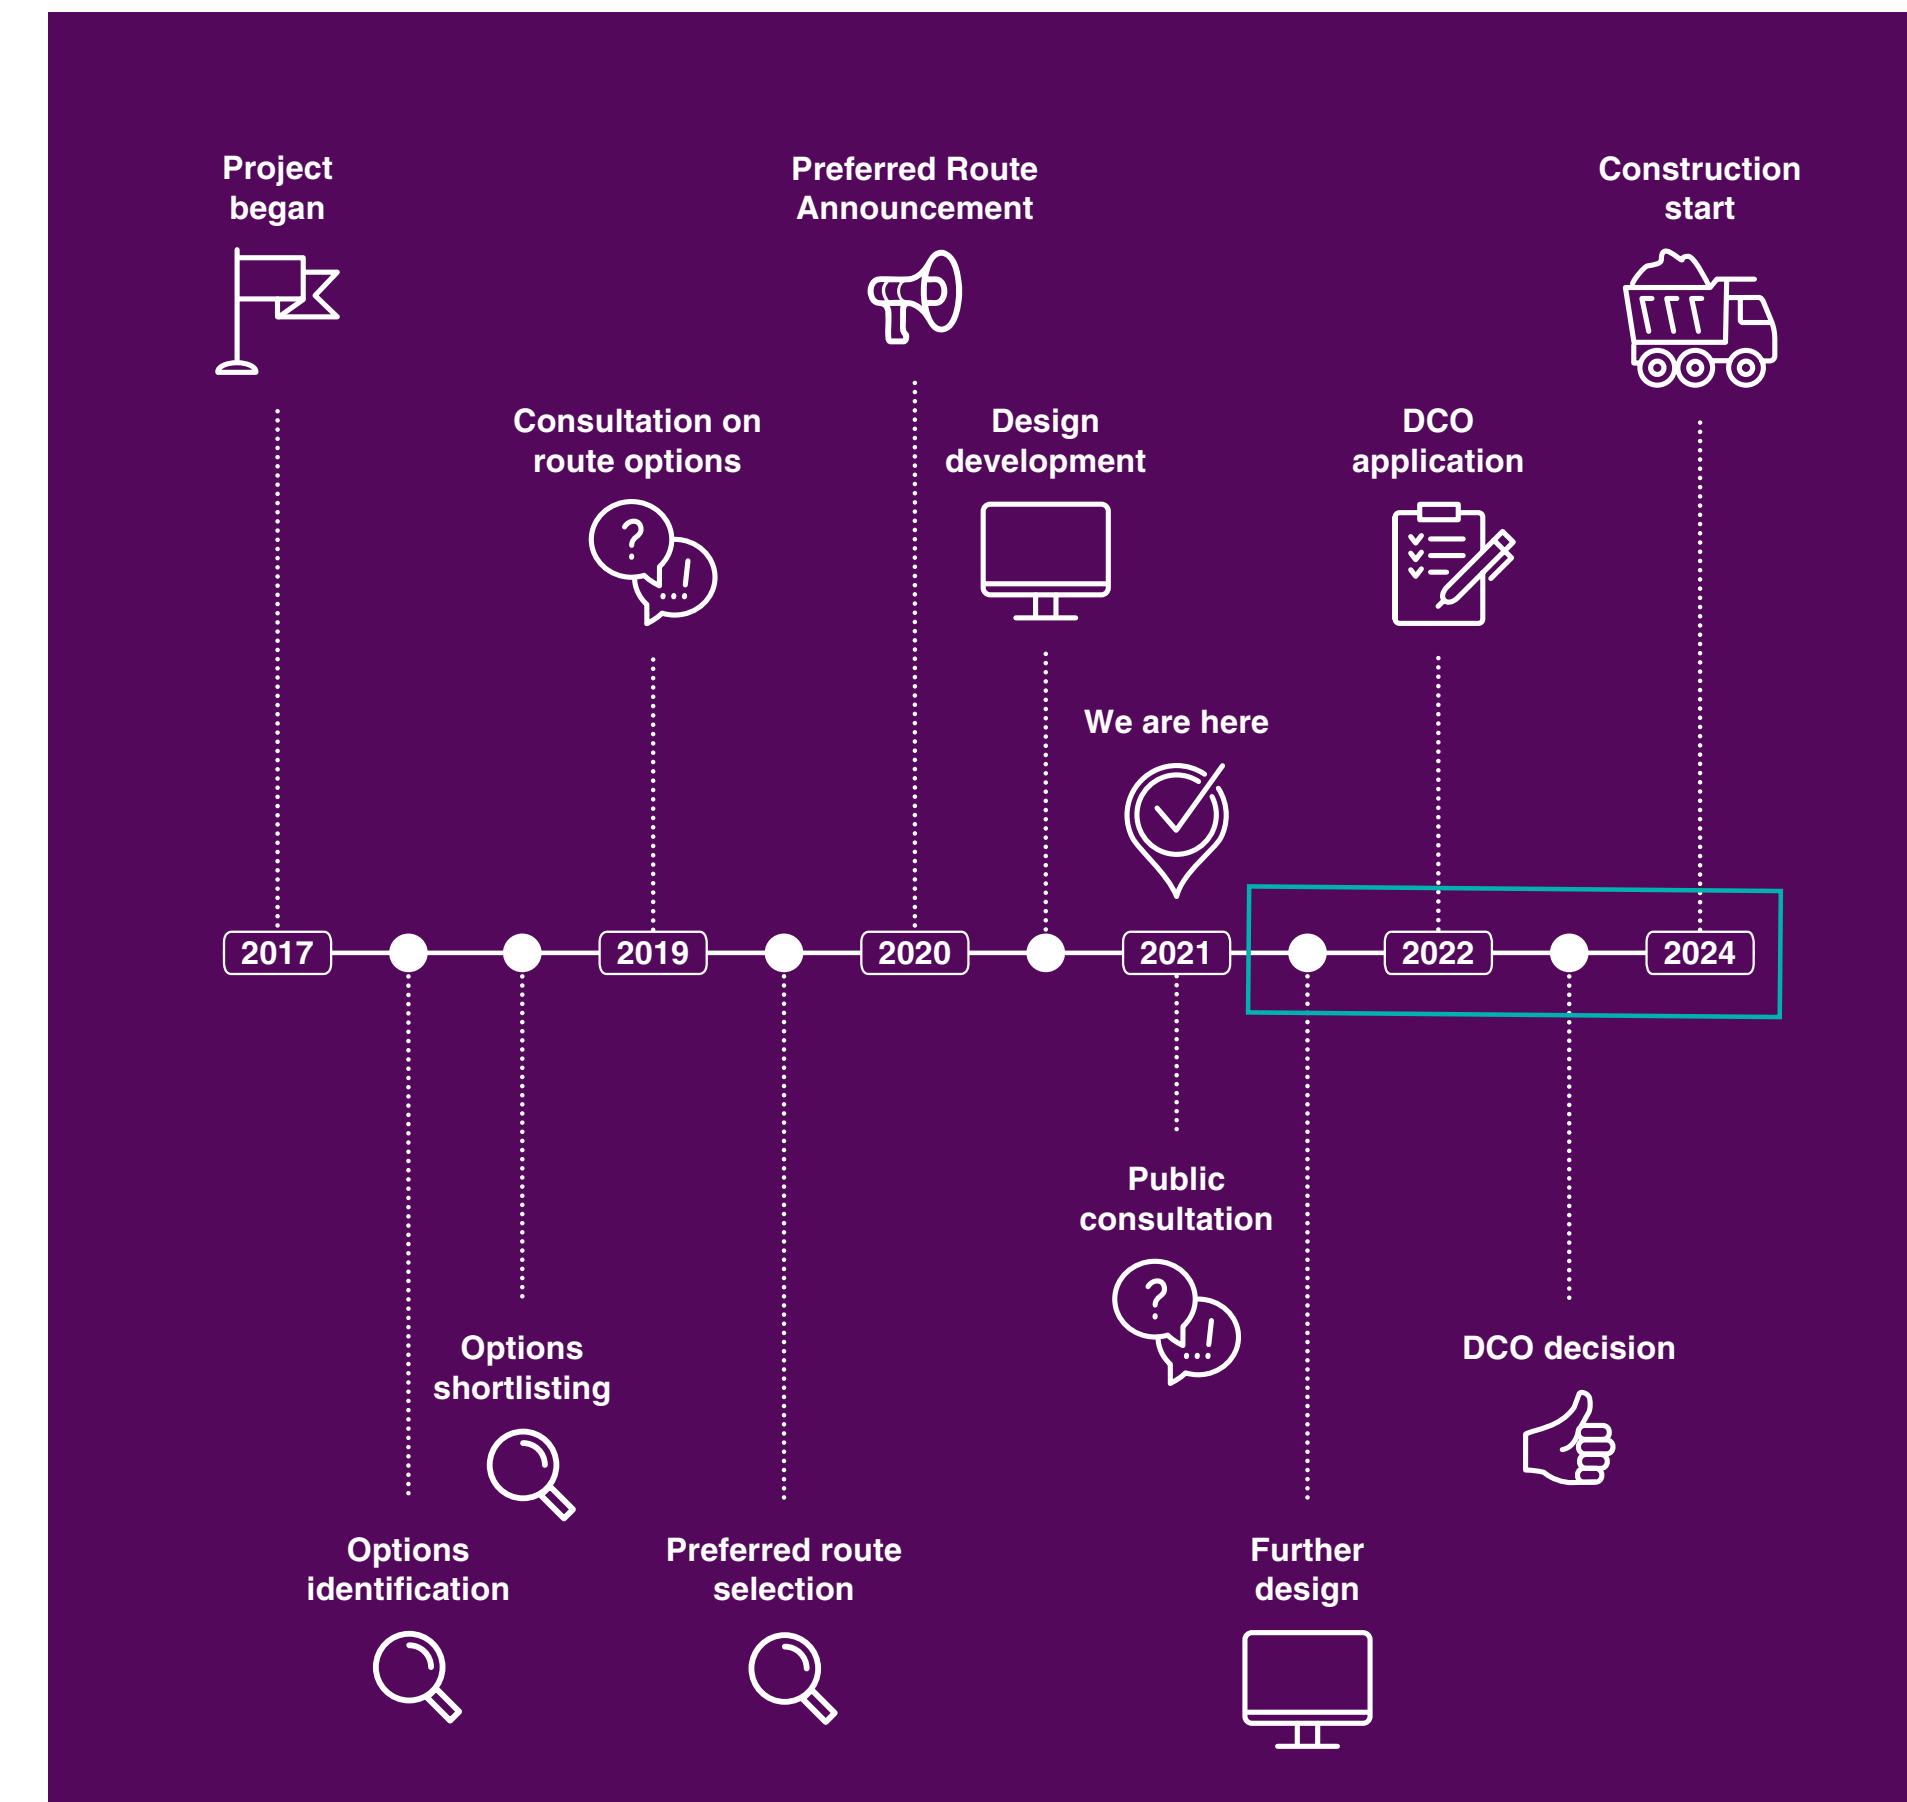 Project
began
Preferred Route
Announcement
Construction
start
Consultation on
route options
Design
development
DCO
application
We are here
2017
2019
2020
2021
2022
2024
Public
consultation
Options
shortlisting
DCO decision
Options
identification
Preferred route
selection
Further
design